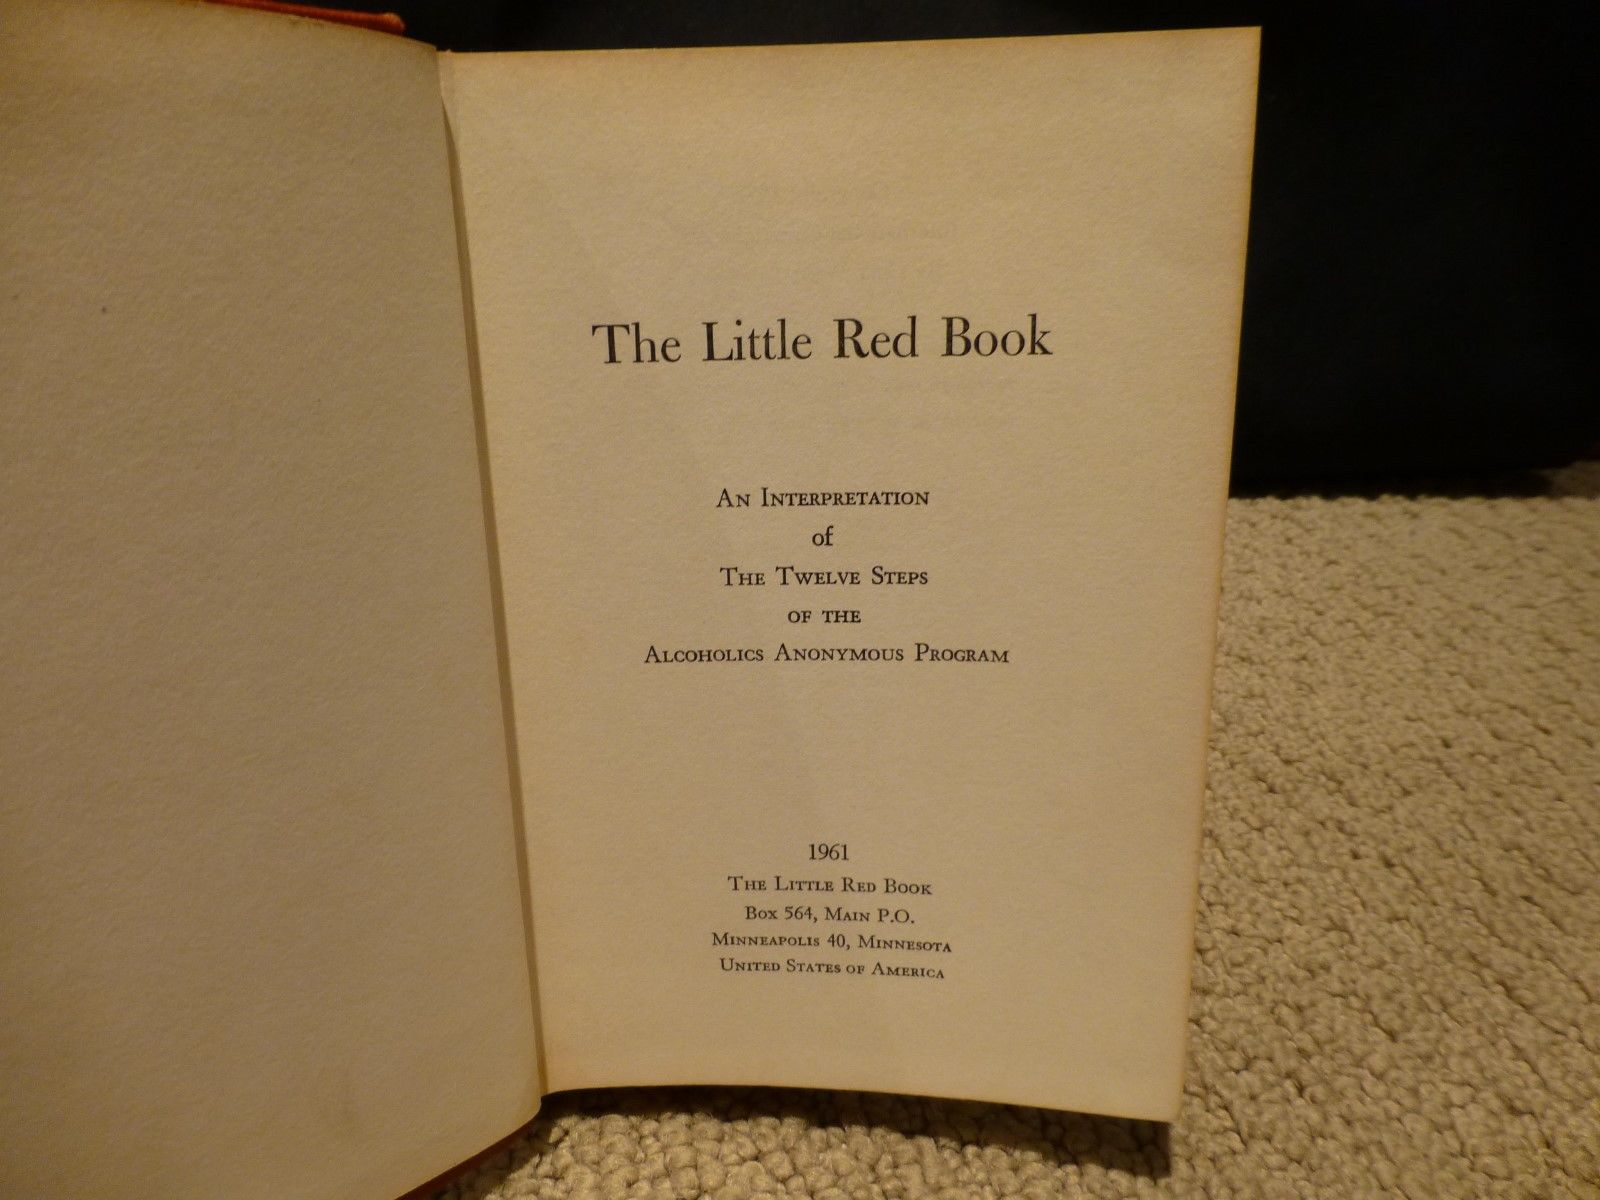 The Little Red Book
An Interpretation
of
The Twelve Steps
of the
Alcoholics Anonymous Program
1961
The Little Red Book
Box 564, Main P.O.
Minneapolis 40, Minnesota
United States of America